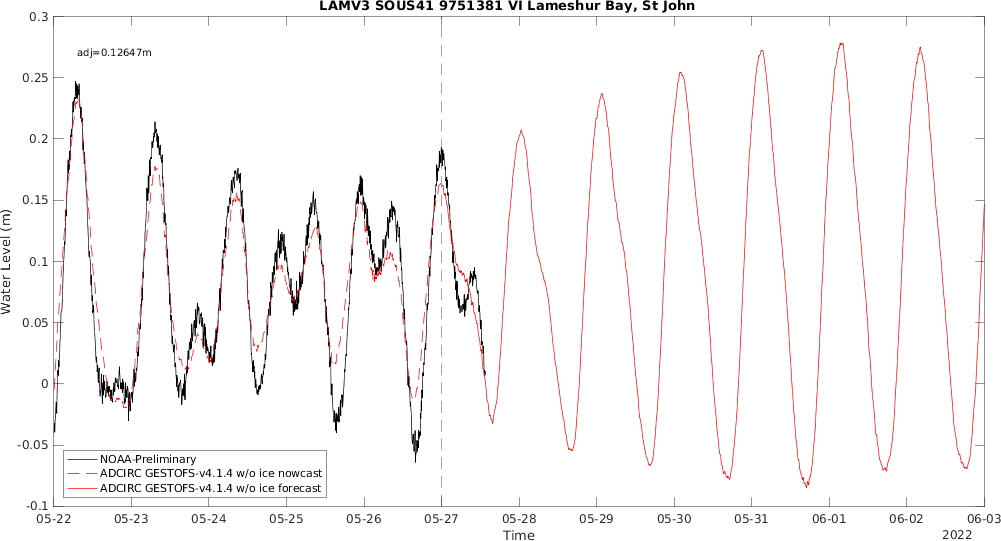 LAMV3 SOUS41 9751381 VI Lameshur Bay, St John
0.3
0.25
0.2
0.15
0.1
0.05
0
-0.05
-0.1
Water Level (m)
adj=0.12647m
NOAA-Preliminary
ADCIRC GESTOFS-v4.1.4 w/o ice nowcast
ADCIRC GESTOFS-v4.1.4 w/o ice forecast
05-22 05-23 05-24 05-25 05-26 05-27 05-28 05-29 05-30 05-31 06-01 06-02 06-03
Time
2022